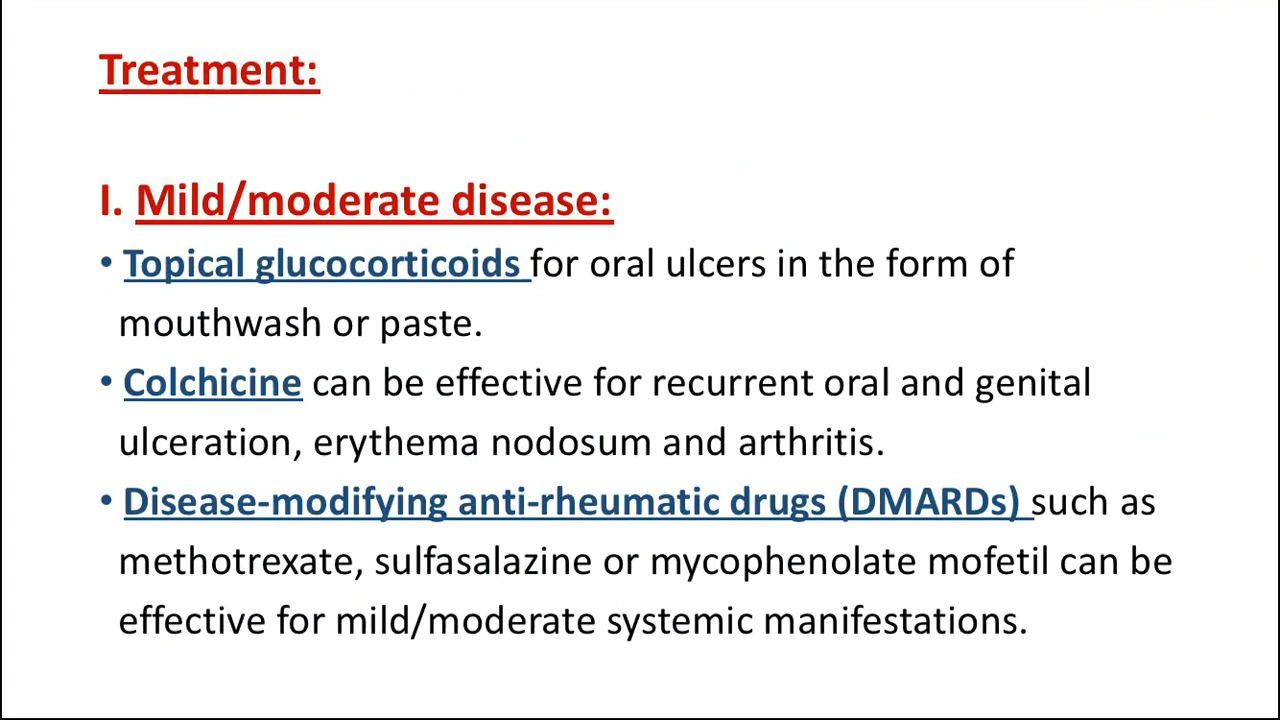 Treatment:
I. Mild/moderate disease:
• Topical glucocorticoids for oral ulcers in the form of
mouthwash or paste.
• Colchicine can be effective for recurrent oral and genital
ulceration, erythema nodosum and arthritis.
• Disease-modifying anti-rheumatic drugs (DMARDs) such as
methotrexate, sulfasalazine or mycophenolate mofetil can be
effective for mild/moderate systemic manifestations.